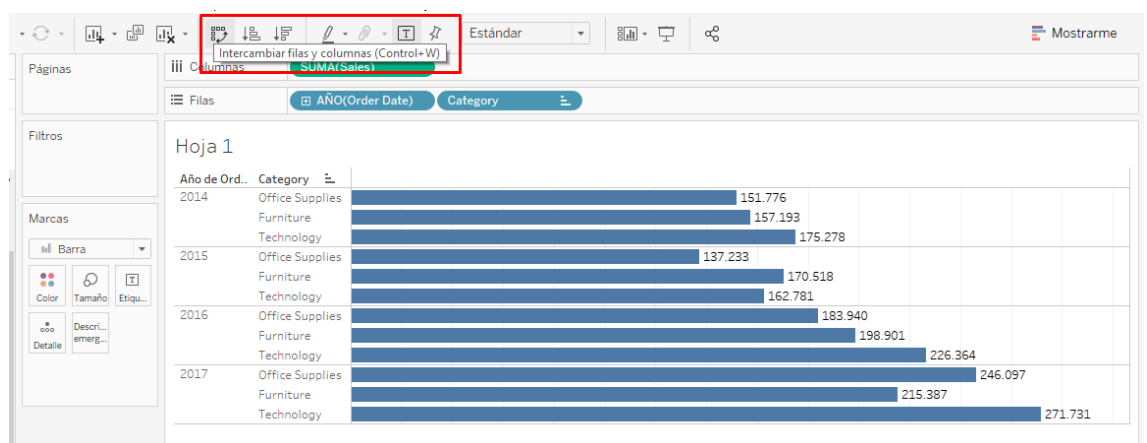 Estándar
Mostrarme
Intercambiar filas y columnas (Control+W)
Páginas
Columnas
SUMA(Sales)
Filas
AÑO(Order Date)
Category
Filtros
Hoja 1
Año de Ord.. Category
2014 Office Supplies 151.776
Furniture 157.193
Technology 175.278
2015 Office Supplies 137.233
Furniture 170.518
Technology 162.781
2016 Office Supplies 183.940
Furniture 198.901
Technology 226.364
2017 Office Supplies 246.097
Furniture 215.387
Technology 271.731
Marcas
Barra
Color Tamaño Etiqu...
Detalle Descri...
emerg...